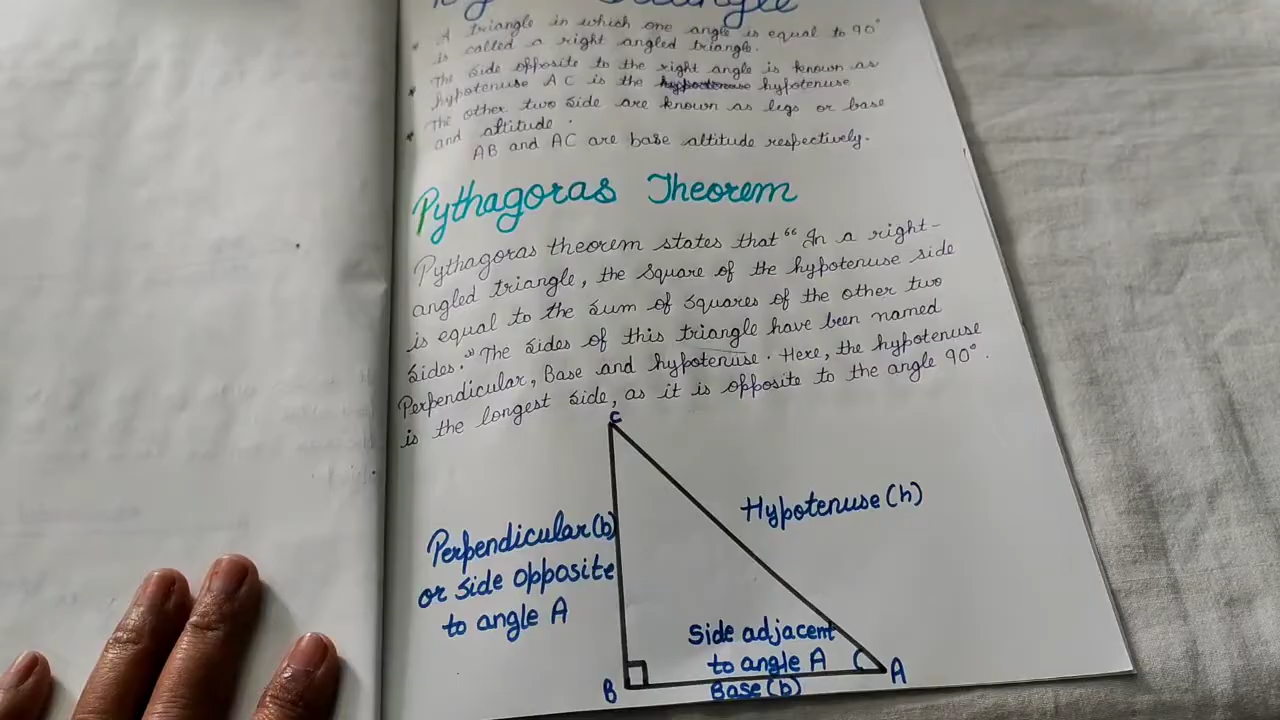 Triangle
* A triangle in which one angle is equal to 90°
is called a right angled triangle.
* The side opposite to the right angle is known as
hypotenuse AC is the hypotenuse hypotenuse
* The other two side are known as legs or base
and altitude.
AB and AC are base altitude respectively.
Pythagoras Theorem
Pythagoras theorem states that "In a right-
angled triangle, the square of the hypotenuse side
is equal to the sum of squares of the other two
sides." The sides of this triangle have been named
Perpendicular, Base and hypotenuse. Here, the hypotenuse
is the longest side, as it is opposite to the angle 90°.
C
Hypotenuse (h)
Perpendicular (b)
or side opposite
to angle A
Side adjacent
to angle A
A
B
Base (b)